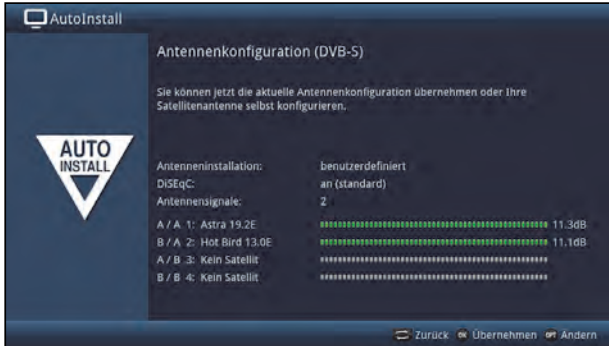 AutoInstall
Antennenkonfiguration (DVB-S)
Sie können jetzt die aktuelle Antennenkonfiguration übernehmen oder Ihre
Satellitenantenne selbst konfigurieren.
AUTO
INSTALL
Antenneninstallation: benutzerdefiniert
DiSEqC: an (standard)
Antennensignale: 2
A / A 1: Astra 19.2E 11.3dB
B / A 2: Hot Bird 13.0E 11.1dB
A / B 3: Kein Satellit
B / B 4: Kein Satellit
Zurück OK Übernehmen OPT Ändern